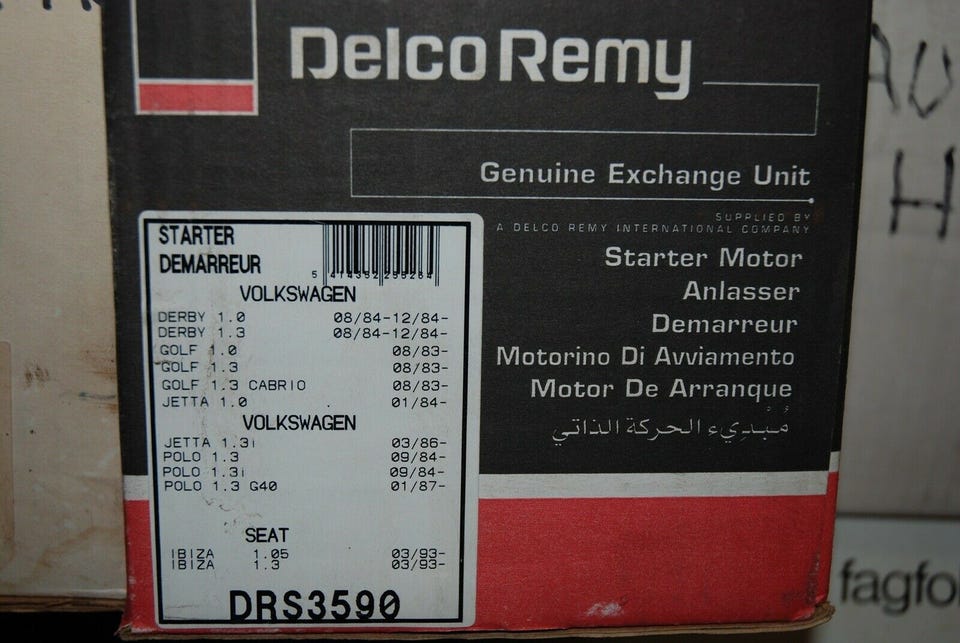 Delco Remy
Genuine Exchange Unit
SUPPLIED BY
A DELCO REMY INTERNATIONAL COMPANY
Starter Motor
Anlasser
Demarreur
Motorino Di Avviamento
Motor De Arranque
مُبْدِيء الحركة الذاتي
STARTER
DEMARREUR
VOLKSWAGEN
DERBY 1.0 08/84-12/84-
DERBY 1.3 08/84-12/84-
GOLF 1.0 08/83-
GOLF 1.3 08/83-
GOLF 1.3 CABRIO 08/83-
JETTA 1.0 01/84-
VOLKSWAGEN
JETTA 1.3i 03/86-
POLO 1.3 09/84-
POLO 1.3i 09/84-
POLO 1.3 G40 01/87-
SEAT
IBIZA 1.05 03/93-
IBIZA 1.3 03/93-
DRS3590
H